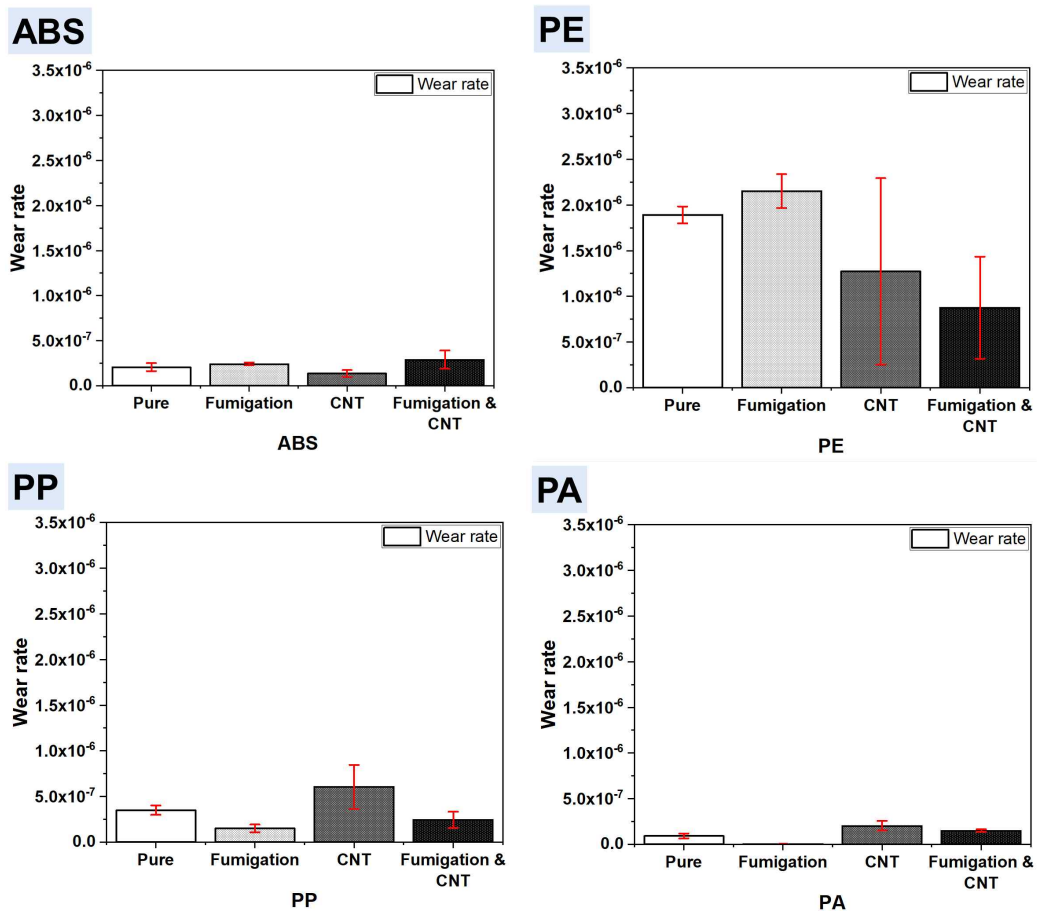 ABS
Wear rate
3.5x10⁻⁶
3.0x10⁻⁶
2.5x10⁻⁶
2.0x10⁻⁶
1.5x10⁻⁶
1.0x10⁻⁶
5.0x10⁻⁷
0.0
Wear rate
Pure Fumigation CNT Fumigation &
CNT
ABS
PE
Wear rate
3.5x10⁻⁶
3.0x10⁻⁶
2.5x10⁻⁶
2.0x10⁻⁶
1.5x10⁻⁶
1.0x10⁻⁶
5.0x10⁻⁷
0.0
Wear rate
Pure Fumigation CNT Fumigation &
CNT
PE
PP
Wear rate
3.5x10⁻⁶
3.0x10⁻⁶
2.5x10⁻⁶
2.0x10⁻⁶
1.5x10⁻⁶
1.0x10⁻⁶
5.0x10⁻⁷
0.0
Wear rate
Pure Fumigation CNT Fumigation &
CNT
PP
PA
Wear rate
3.5x10⁻⁶
3.0x10⁻⁶
2.5x10⁻⁶
2.0x10⁻⁶
1.5x10⁻⁶
1.0x10⁻⁶
5.0x10⁻⁷
0.0
Wear rate
Pure Fumigation CNT Fumigation &
CNT
PA